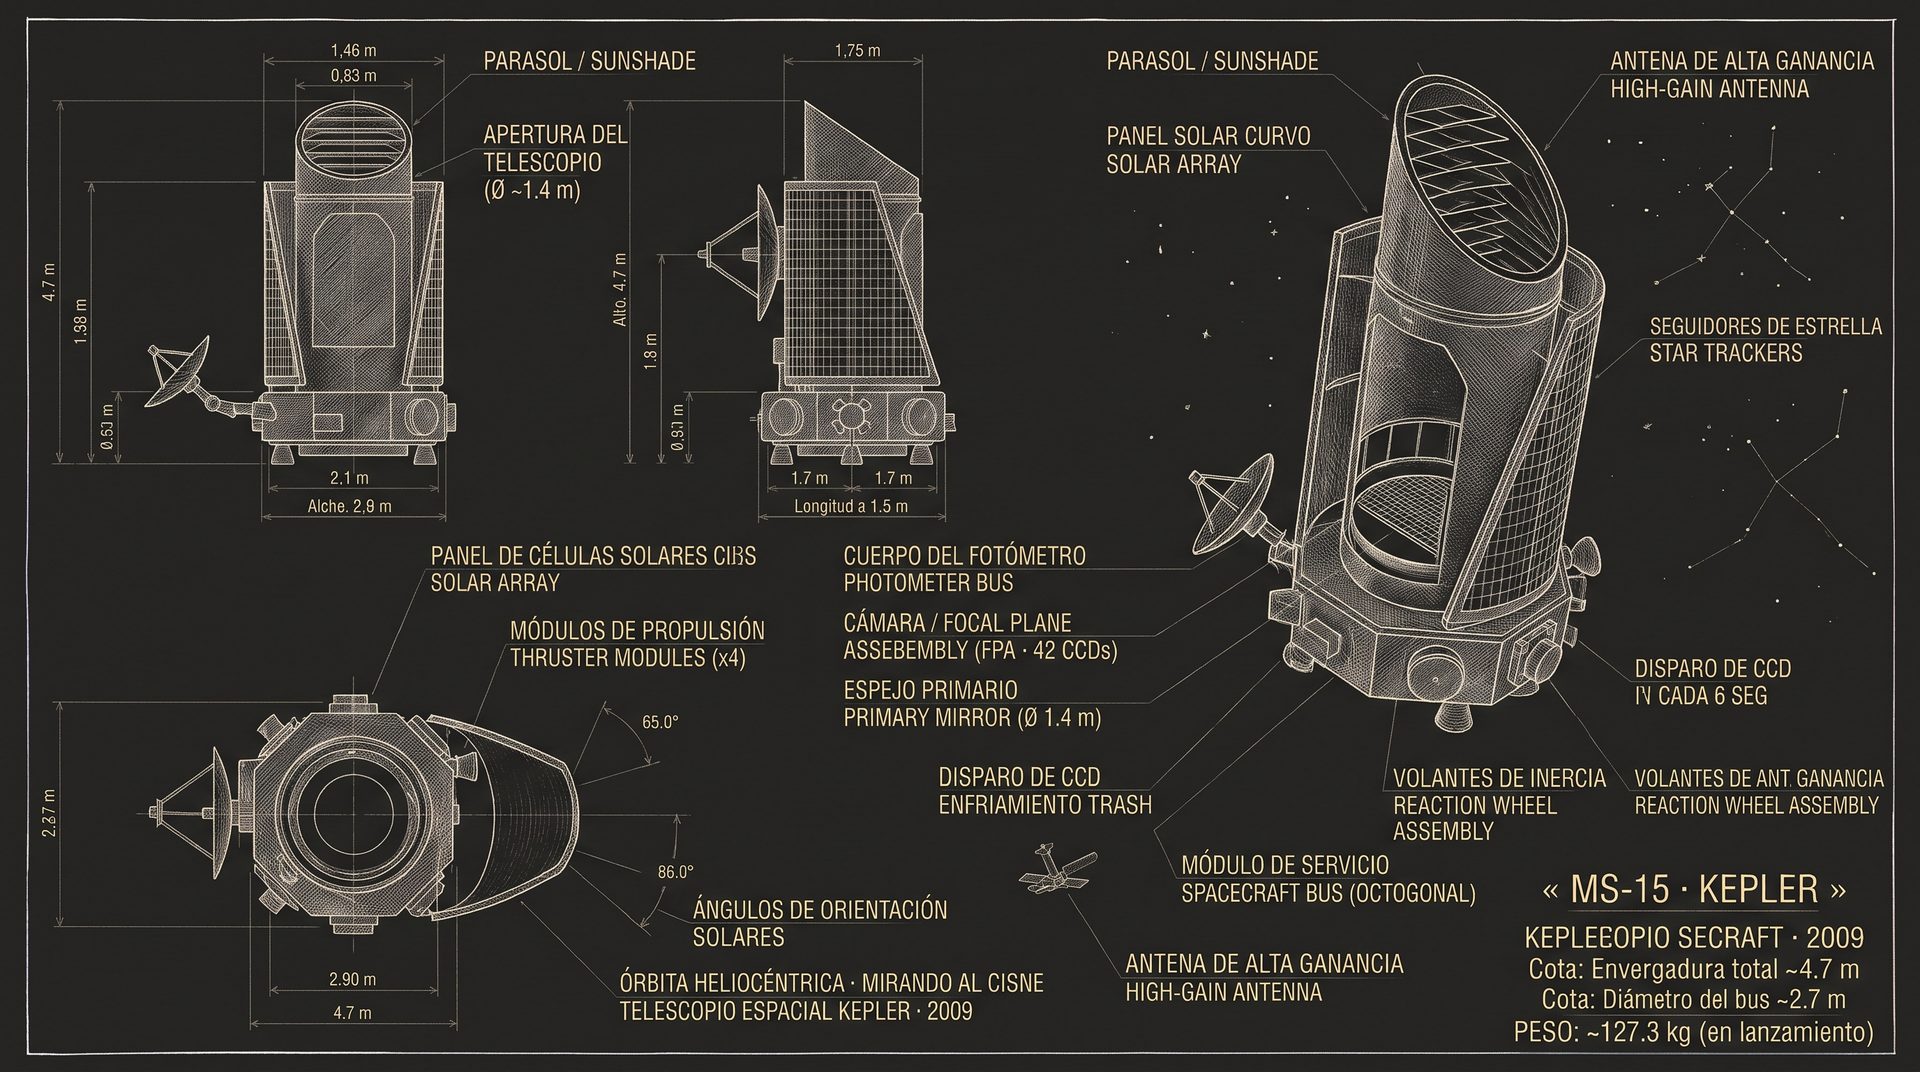 1,46 m
0,83 m
PARASOL / SUNSHADE
APERTURA DEL
TELESCOPIO
(Ø ~1.4 m)
4.7 m
1.38 m
2,1 m
Alche. 2,9 m
1,75 m
Alto. 4.7 m
1.8 m
1.7 m
1.7 m
Longitud a 1.5 m
PARASOL / SUNSHADE
PANEL SOLAR CURVO
SOLAR ARRAY
ANTENA DE ALTA GANANCIA
HIGH-GAIN ANTENNA
SEGUIDORES DE ESTRELLA
STAR TRACKERS
PANEL DE CÉLULAS SOLARES
SOLAR ARRAY
MÓDULOS DE PROPULSIÓN
THRUSTER MODULES (x4)
CUERPO DEL FOTÓMETRO
PHOTOMETER BUS
CÁMARA / FOCAL PLANE
ASSEBEMBLY (FPA · 42 CCDs)
ESPEJO PRIMARIO
PRIMARY MIRROR (Ø 1.4 m)
DISPARO DE CCD
ENFRIAMIENTO TRASH
DISPARO DE CCD
CADA 6 SEG
VOLANTES DE INERCIA
REACTION WHEEL
ASSEMBLY
VOLANTES DE ANT. GANANCIA
REACTION WHEEL ASSEMBLY
MÓDULO DE SERVICIO
SPACECRAFT BUS (OCTOGONAL)
65.0°
86.0°
ÁNGULOS DE ORIENTACIÓN
SOLARES
2.90 m
4.7 m
ÓRBITA HELIOCÉNTRICA · MIRANDO AL CISNE
TELESCOPIO ESPACIAL KEPLER · 2009
ANTENA DE ALTA GANANCIA
HIGH-GAIN ANTENNA
« MS-15 · KEPLER »
KEPLEEOPIO SECRAFT · 2009
Cota: Envergadura total ~4.7 m
Cota: Diámetro del bus ~2.7 m
PESO: ~127.3 kg (en lanzamiento)